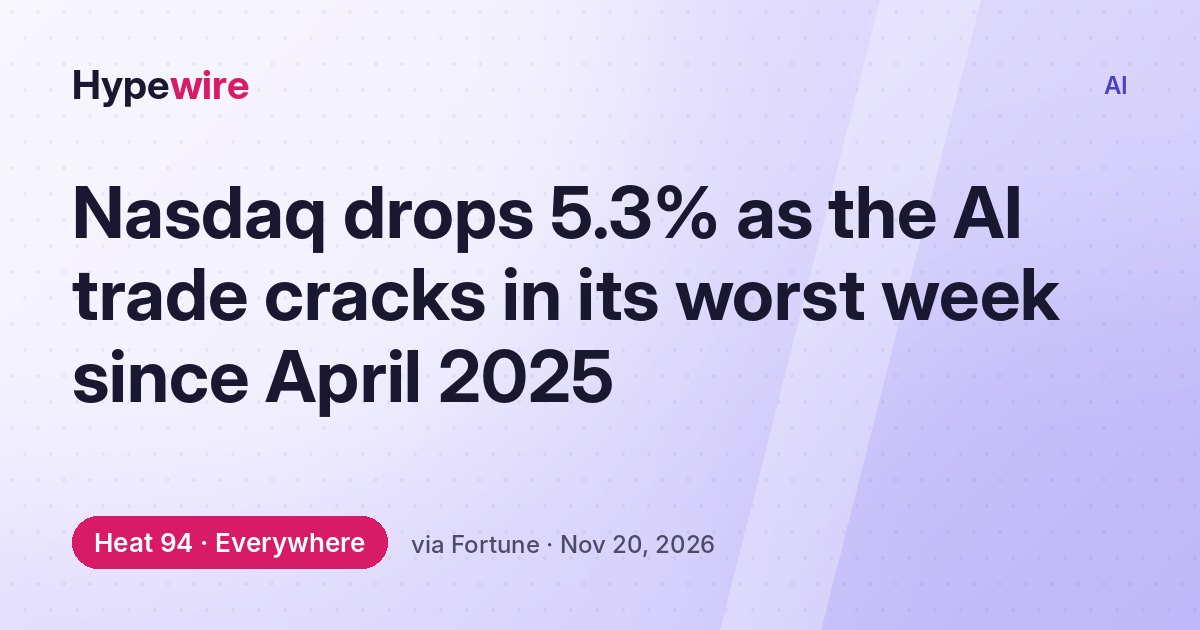 Hypewire
AI
Nasdaq drops 5.3% as the AI
trade cracks in its worst week
since April 2025
Heat 94 · Everywhere
via Fortune · Nov 20, 2026